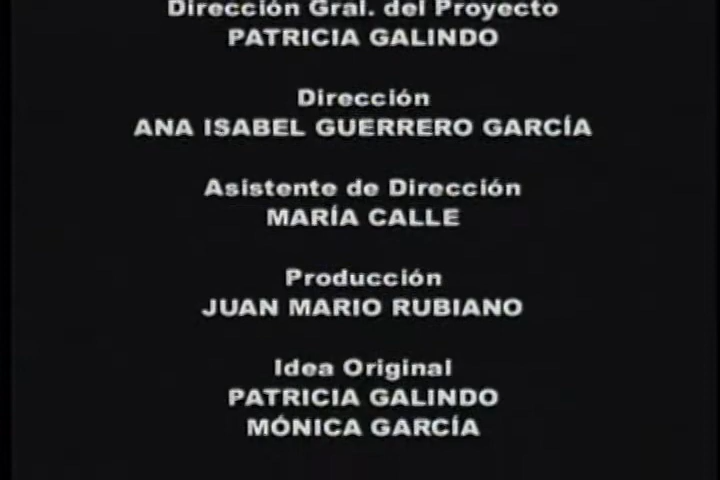 Dirección Gral. del Proyecto
PATRICIA GALINDO
Dirección
ANA ISABEL GUERRERO GARCÍA
Asistente de Dirección
MARÍA CALLE
Producción
JUAN MARIO RUBIANO
Idea Original
PATRICIA GALINDO
MÓNICA GARCÍA